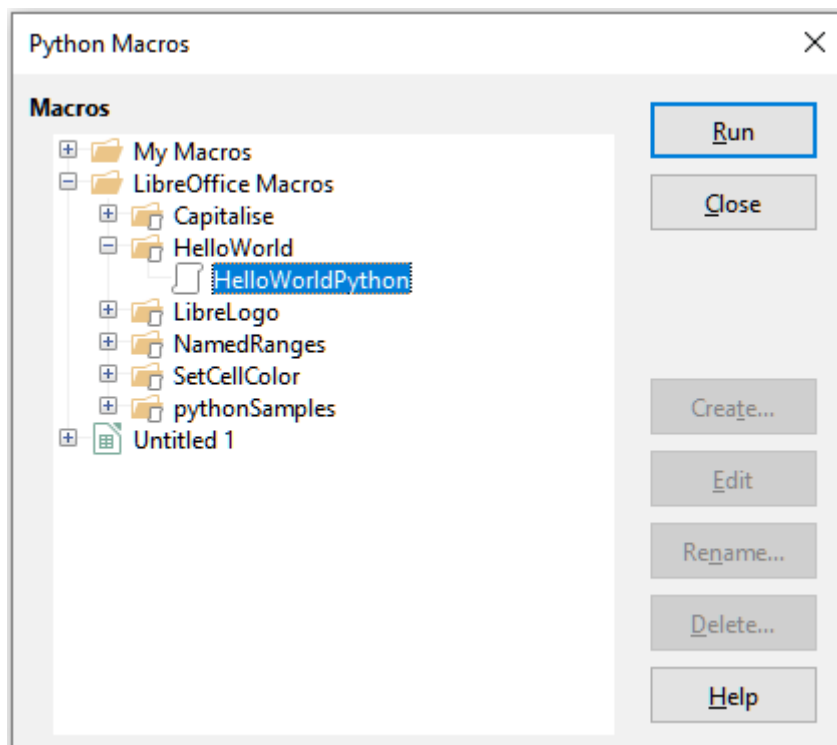 Python Macros
Macros
My Macros
LibreOffice Macros
Capitalise
HelloWorld
HelloWorldPython
LibreLogo
NamedRanges
SetCellColor
pythonSamples
Untitled 1
Run
Close
Create...
Edit
Rename...
Delete...
Help